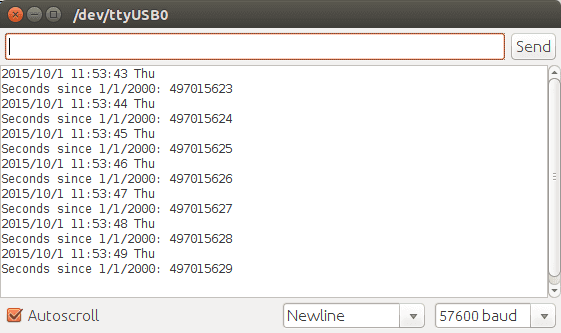 /dev/ttyUSB0
Send
2015/10/1 11:53:43 Thu
Seconds since 1/1/2000: 497015623
2015/10/1 11:53:44 Thu
Seconds since 1/1/2000: 497015624
2015/10/1 11:53:45 Thu
Seconds since 1/1/2000: 497015625
2015/10/1 11:53:46 Thu
Seconds since 1/1/2000: 497015626
2015/10/1 11:53:47 Thu
Seconds since 1/1/2000: 497015627
2015/10/1 11:53:48 Thu
Seconds since 1/1/2000: 497015628
2015/10/1 11:53:49 Thu
Seconds since 1/1/2000: 497015629
Autoscroll
Newline
57600 baud